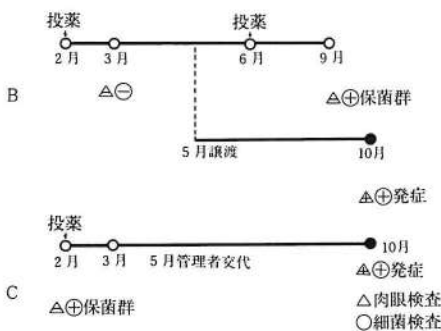 投薬 投薬
2月 3月 6月 9月
B △⊖ △⊕保菌群
5月譲渡 10月
△⊕発症
投薬
2月 3月 5月管理者交代 10月
△⊕発症
C △⊕保菌群 △肉眼検査
○細菌検査